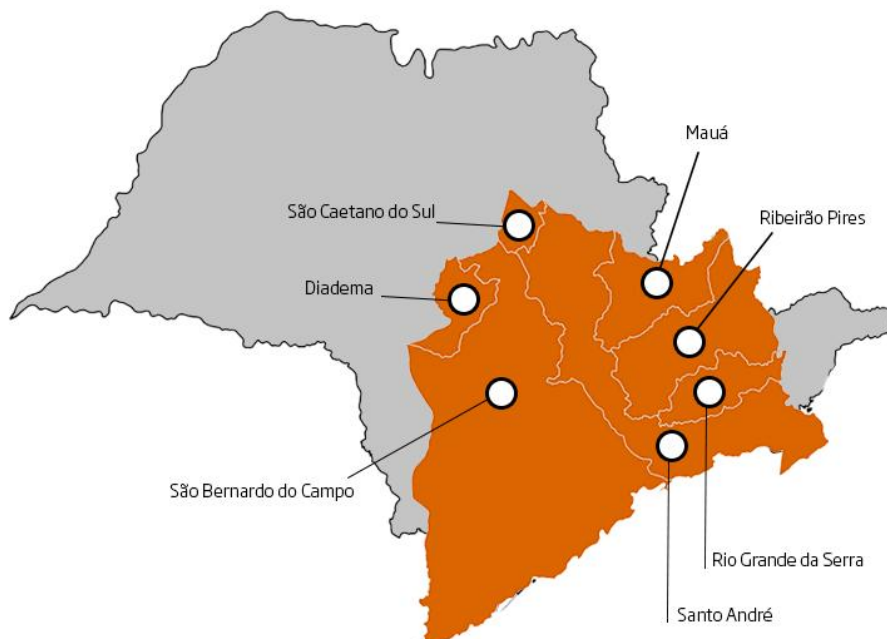 Mauá
São Caetano do Sul
Ribeirão Pires
Diadema
São Bernardo do Campo
Rio Grande da Serra
Santo André